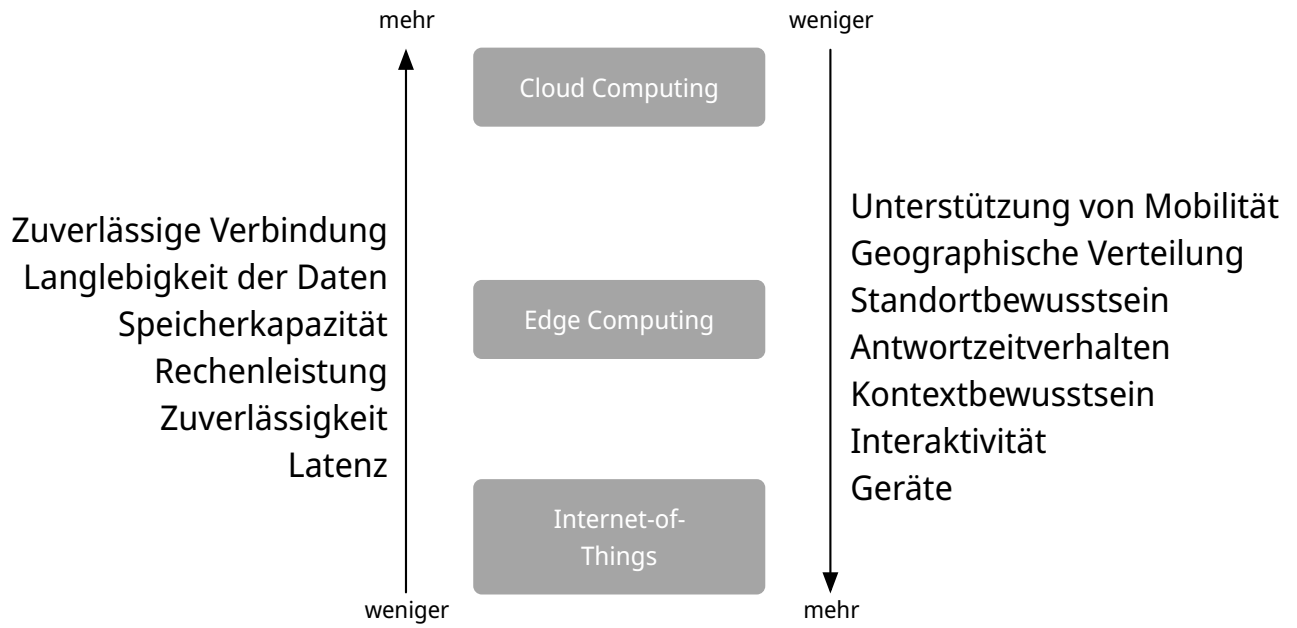 mehr
weniger
Cloud Computing
Zuverlässige Verbindung
Langlebigkeit der Daten
Speicherkapazität
Rechenleistung
Zuverlässigkeit
Latenz
Edge Computing
Unterstützung von Mobilität
Geographische Verteilung
Standortbewusstsein
Antwortzeitverhalten
Kontextbewusstsein
Interaktivität
Geräte
Internet-of-
Things
weniger
mehr